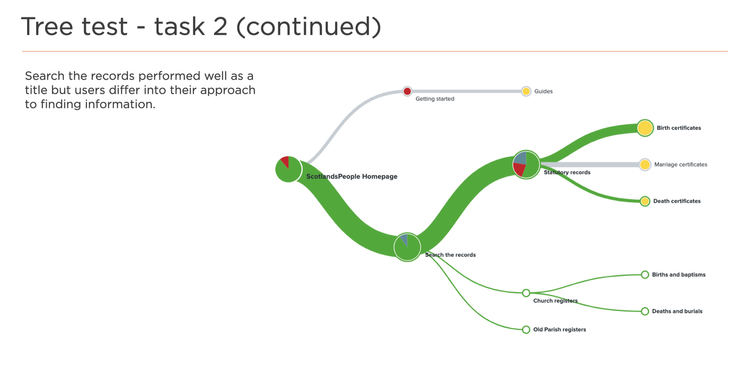 Tree test - task 2 (continued)
Search the records performed well as a
title but users differ into their approach
to finding information.
Getting started
Guides
Birth certificates
ScotlandsPeople Homepage
Statutory records
Marriage certificates
Death certificates
Search the records
Church registers
Births and baptisms
Deaths and burials
Old Parish registers